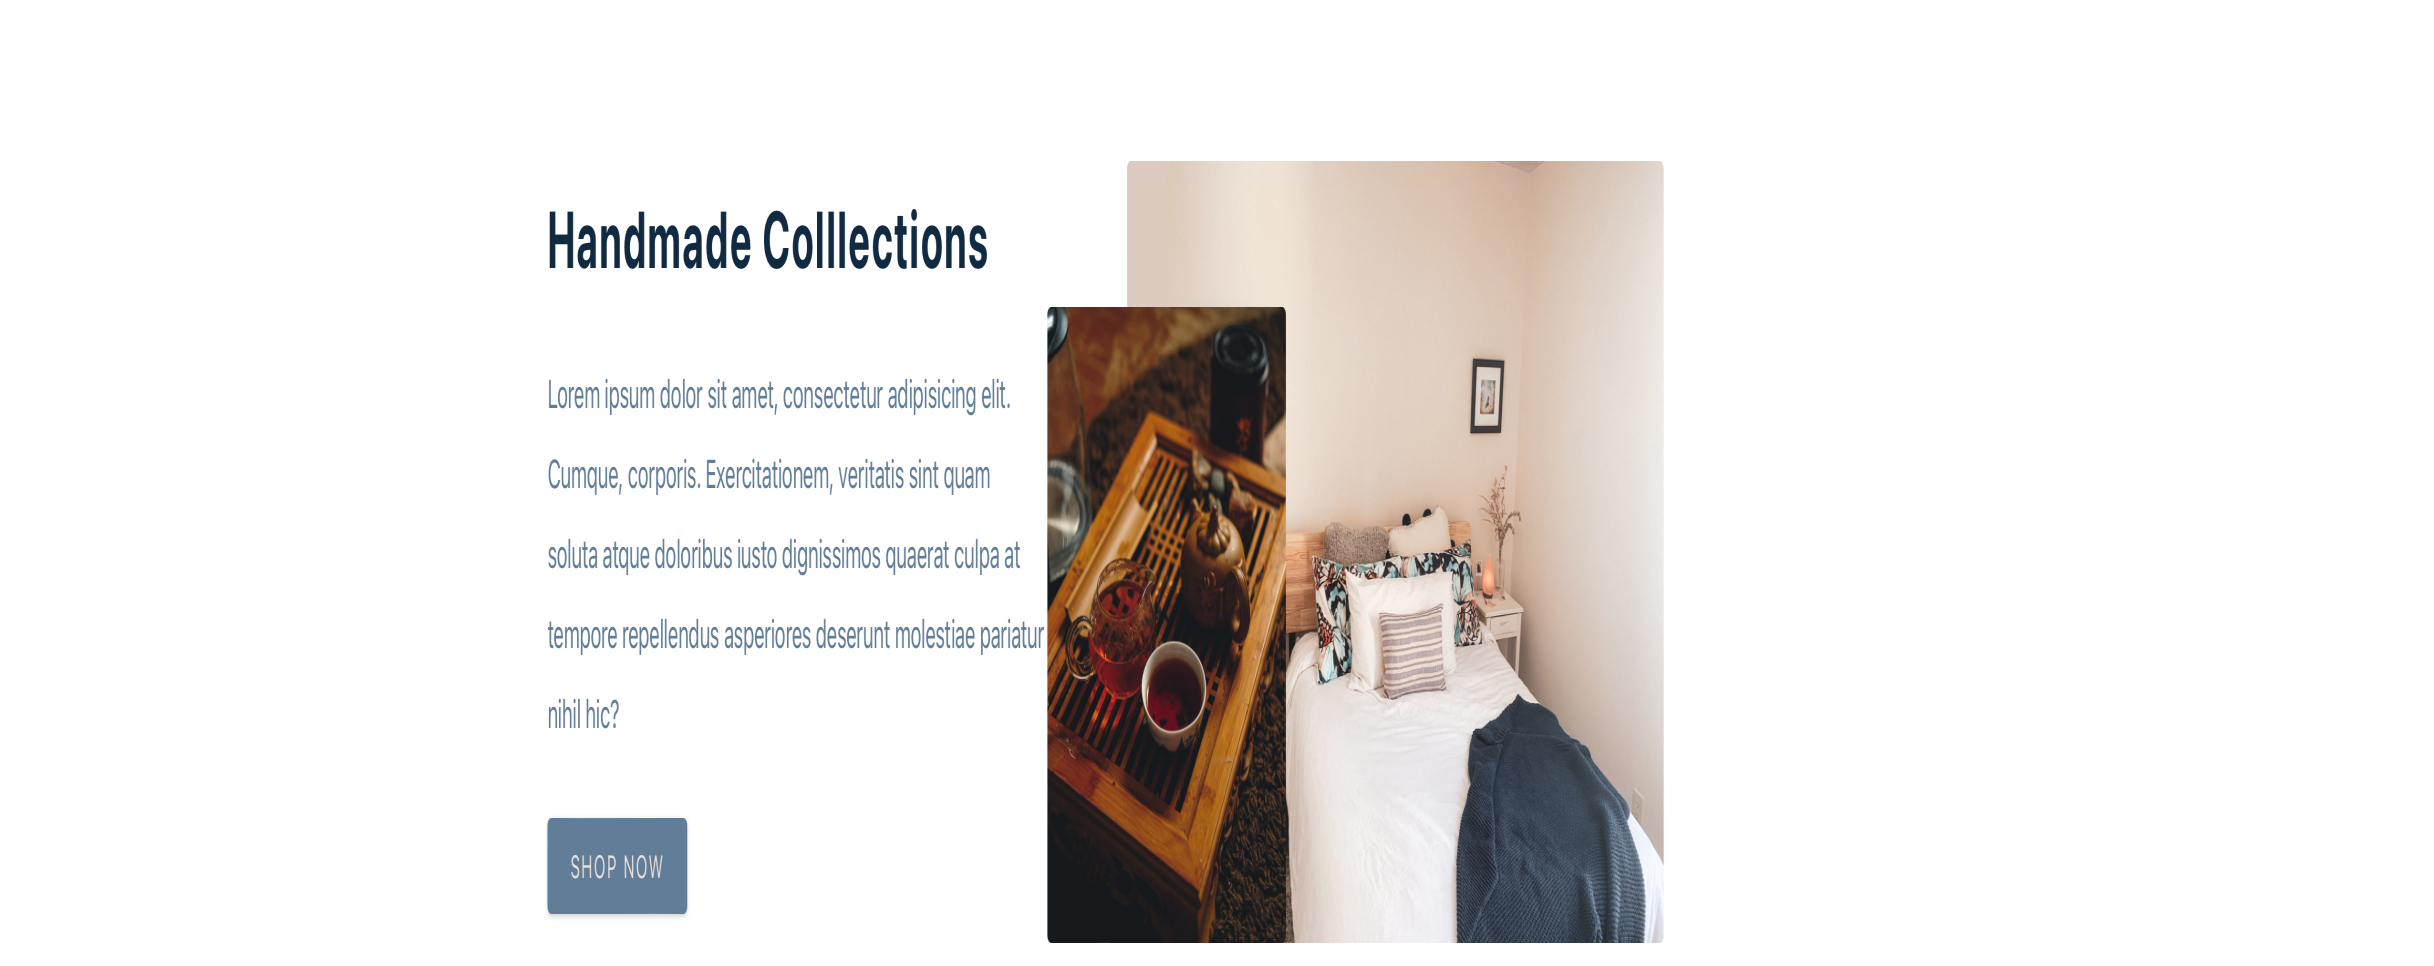 Handmade Colllections
Lorem ipsum dolor sit amet, consectetur adipisicing elit.
Cumque, corporis. Exercitationem, veritatis sint quam
soluta atque doloribus iusto dignissimos quaerat culpa at
tempore repellendus asperiores deserunt molestiae pariatur
nihil hic?
SHOP NOW